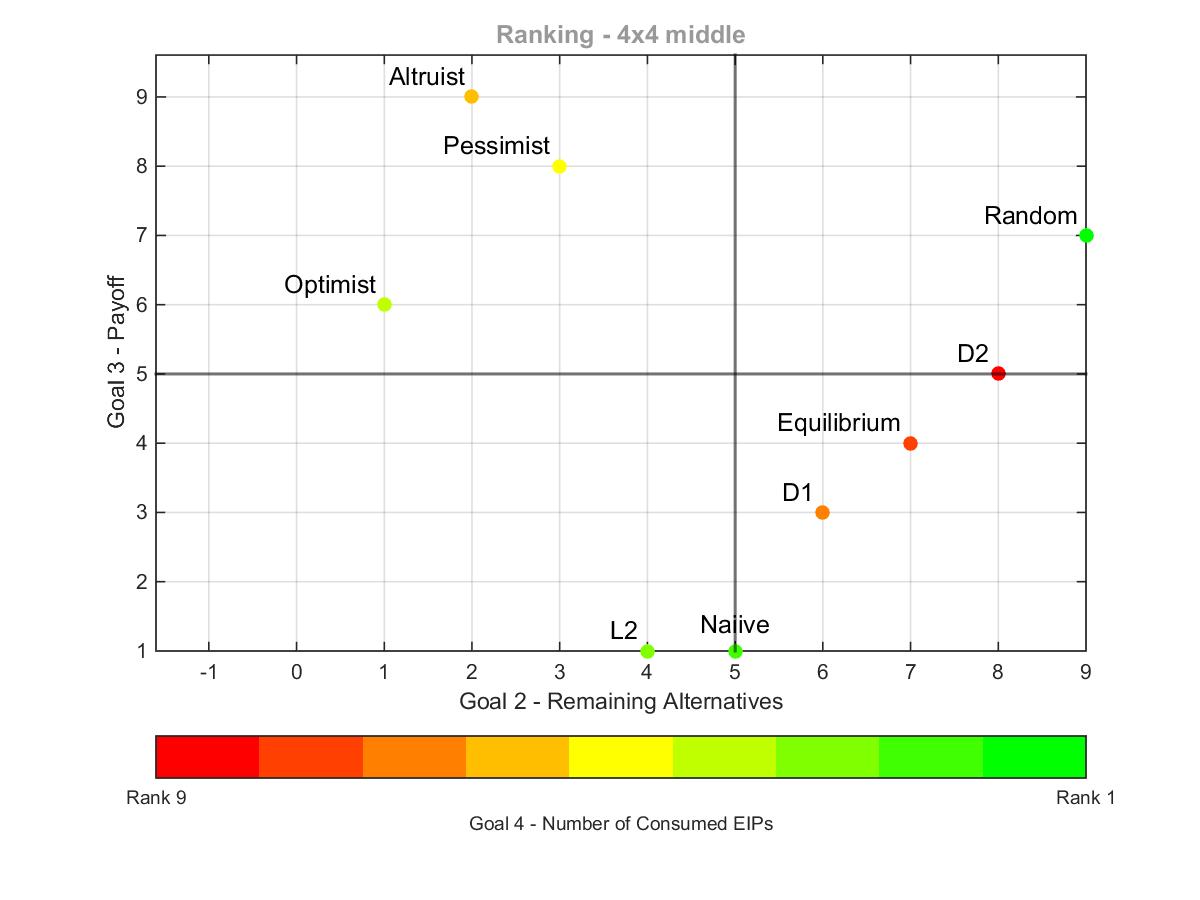 Ranking - 4x4 middle
Altruist
9
Pessimist
8
Random
7
Optimist
6
D2
5
Equilibrium
4
D1
3
2
L2
Naiive
1
Goal 3 - Payoff
-1 0 1 2 3 4 5 6 7 8 9
Goal 2 - Remaining Alternatives
Rank 9
Rank 1
Goal 4 - Number of Consumed EIPs